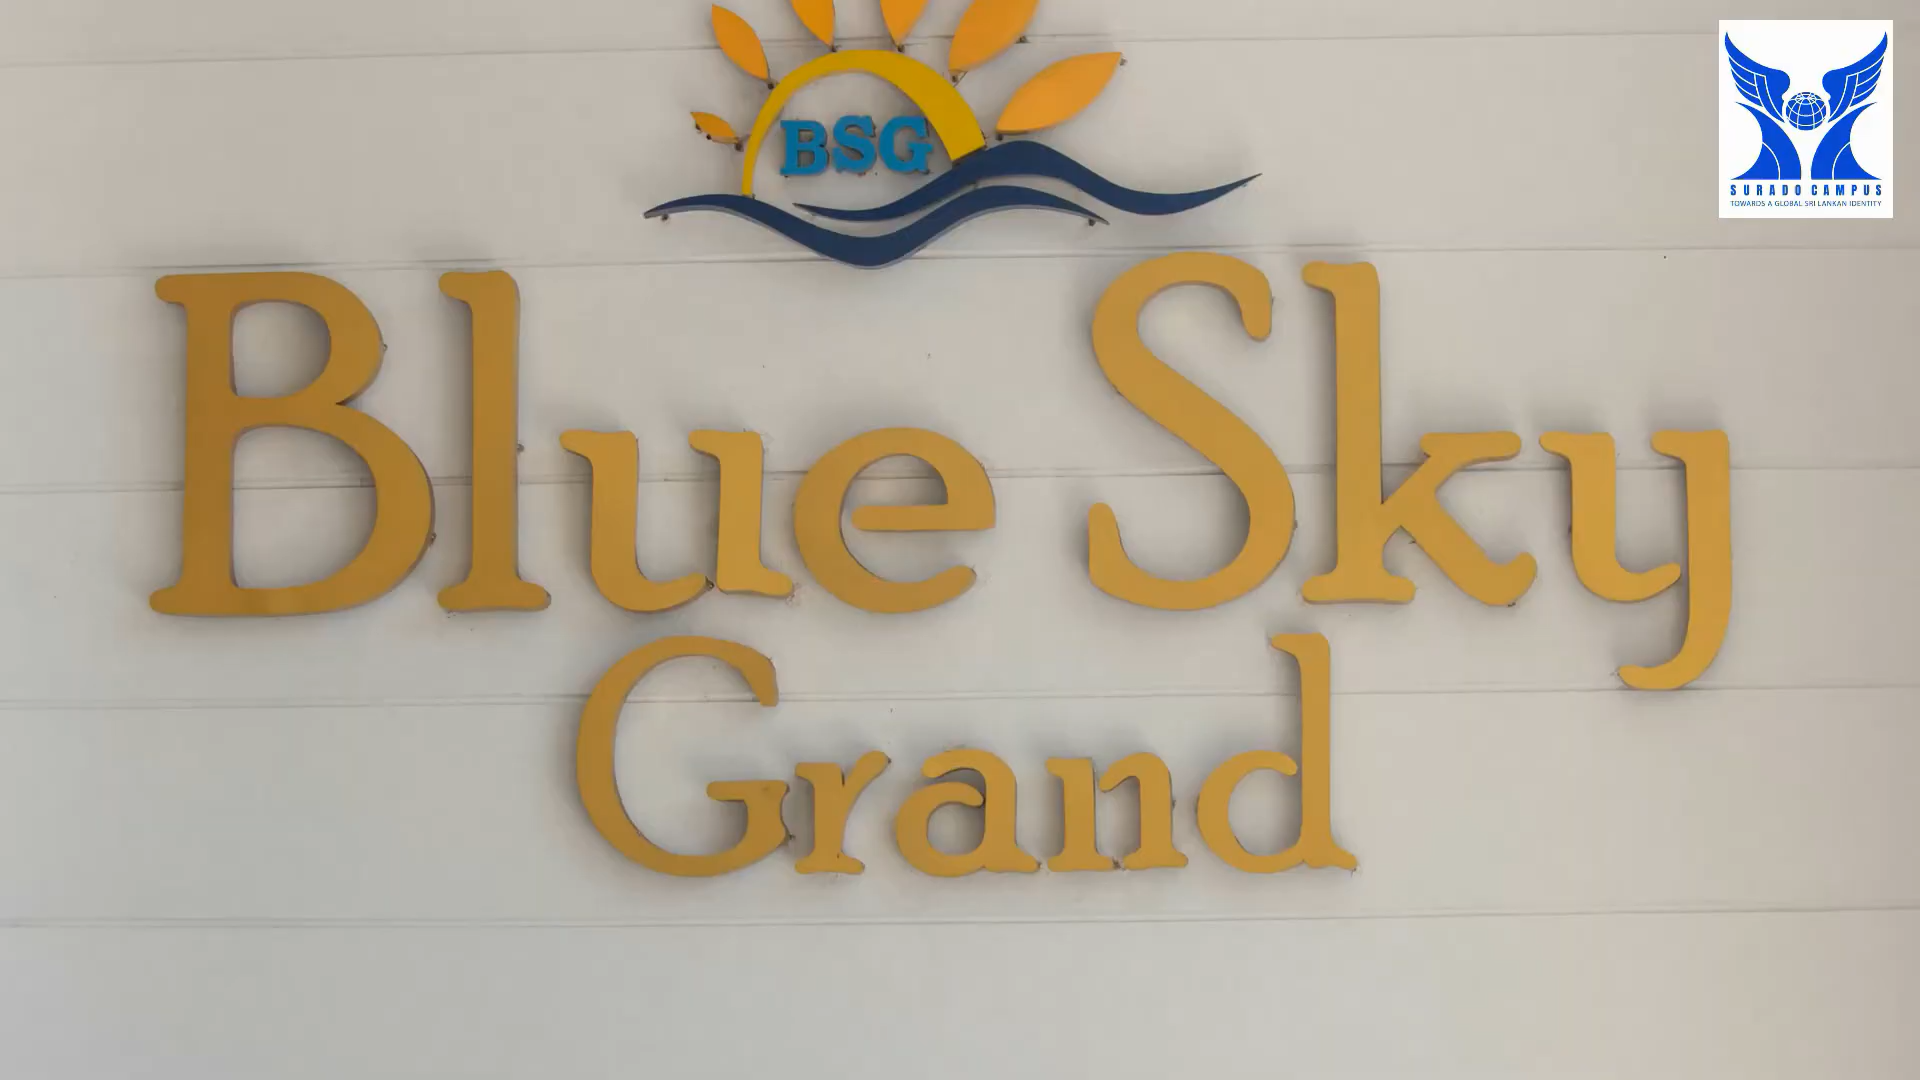 BSG
Blue Sky
Grand
SURADO CAMPUS
TOWARDS A GLOBAL SRI LANKAN IDENTITY